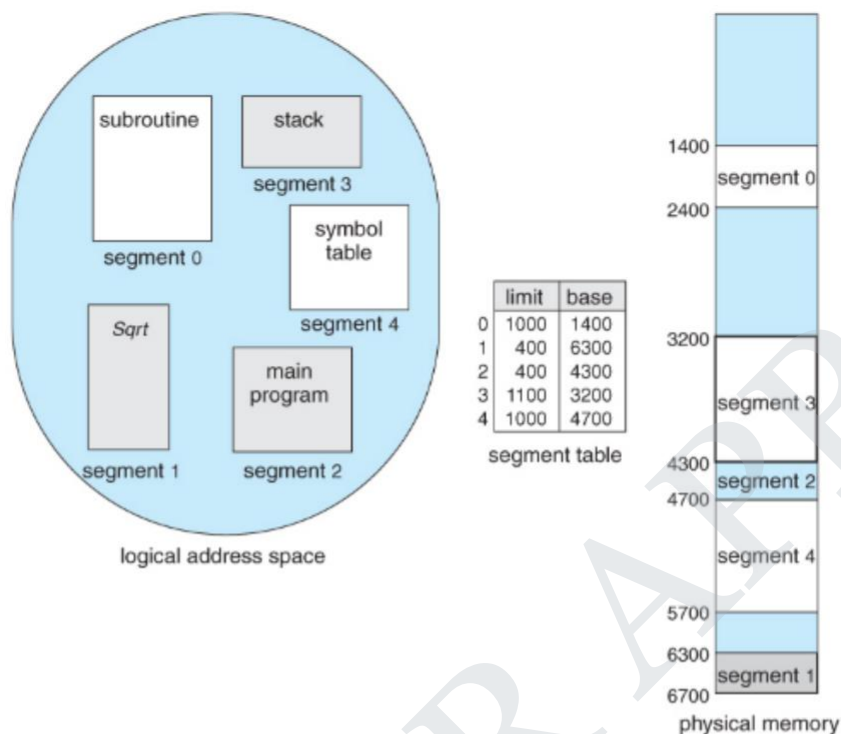 subroutine
segment 0
stack
segment 3
symbol
table
segment 4
Sqrt
segment 1
main
program
segment 2
logical address space
limit base
0 1000 1400
1 400 6300
2 400 4300
3 1100 3200
4 1000 4700
segment table
1400
segment 0
2400
3200
segment 3
4300
segment 2
4700
segment 4
5700
6300
segment 1
6700
physical memory
R APP